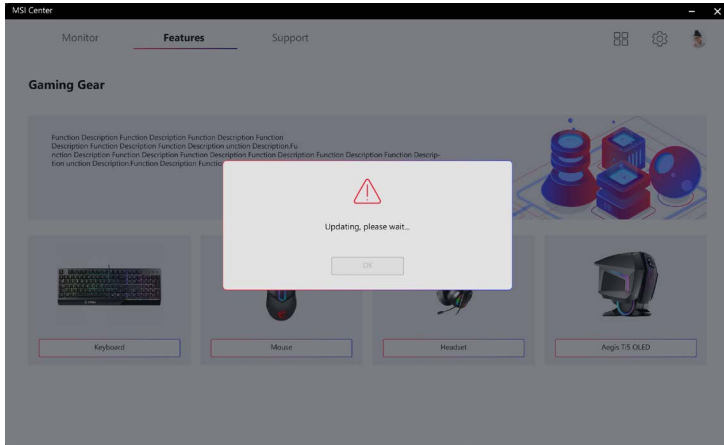 MSI Center
Monitor
Features
Support
Gaming Gear
Function Description Function Description Function Description Function
Description Function Description Function Description unction Description.Fu
nction Description Function Description Function Description Function Description Function Description Function Descrip-
tion unction Description.Function Description Function
Updating, please wait...
OK
Keyboard
Mouse
Headset
Aegis Ti5 OLED